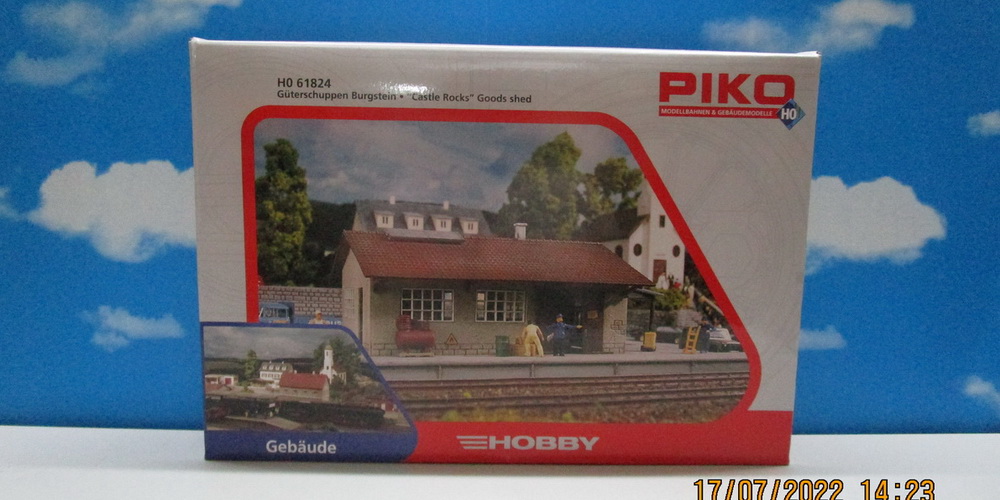 H0 61824
Güterschuppen Burgstein • "Castle Rocks" Goods shed
PIKO
MODELLBAHNEN & GEBÄUDEMODELLE
H0
Gebäude
HOBBY
17/07/2022 14:23